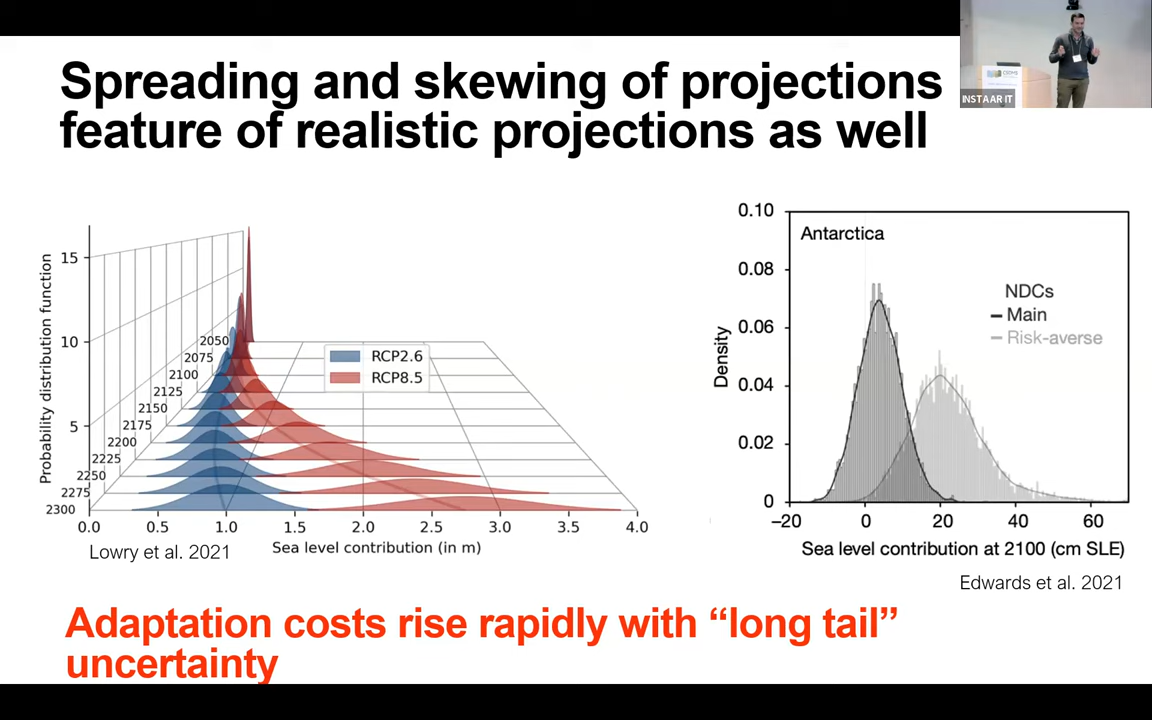 Spreading and skewing of projections
feature of realistic projections as well
INSTAAR IT
Probability distribution function
15
10
5
2050
2075
2100
2125
2150
2175
2200
2225
2250
2275
2300
RCP2.6
RCP8.5
0.0 0.5 1.0 1.5 2.0 2.5 3.0 3.5 4.0
Sea level contribution (in m)
Lowry et al. 2021
Density
0.10
0.08
0.06
0.04
0.02
0
Antarctica
NDCs
Main
Risk-averse
−20 0 20 40 60
Sea level contribution at 2100 (cm SLE)
Edwards et al. 2021
Adaptation costs rise rapidly with “long tail”
uncertainty